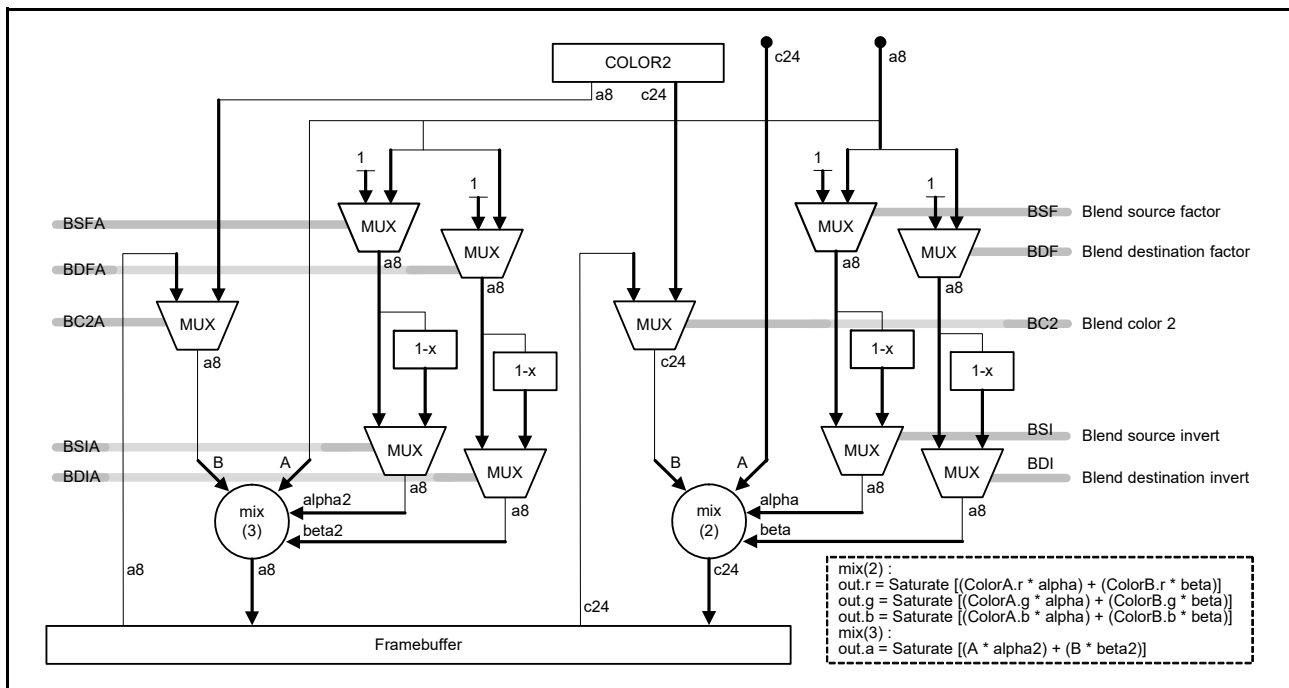 COLOR2
c24
a8
a8
c24
1
1
1
1
MUX
MUX
BSFA
MUX
MUX
BSF
Blend source factor
BDF
Blend destination factor
a8
a8
BDFA
a8
a8
BC2A
MUX
MUX
BC2
Blend color 2
1-x
1-x
a8
c24
1-x
1-x
MUX
MUX
BSI
Blend source invert
BSIA
B
A
MUX
B
A
MUX
BDI
BDIA
Blend destination invert
a8
a8
mix
(3)
alpha2
beta2
a8
mix
(2)
alpha
beta
a8
a8
a8
c24
c24
mix(2) :
out.r = Saturate [(ColorA.r * alpha) + (ColorB.r * beta)]
out.g = Saturate [(ColorA.g * alpha) + (ColorB.g * beta)]
out.b = Saturate [(ColorA.b * alpha) + (ColorB.b * beta)]
mix(3) :
out.a = Saturate [(A * alpha2) + (B * beta2)]
Framebuffer